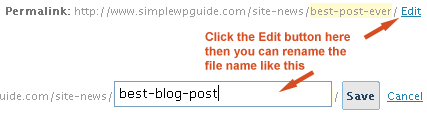 Permalink: http://www.simplewpguide.com/site-news/best-post-ever/ Edit
Click the Edit button here
then you can rename the
file name like this
guide.com/site-news/ best-blog-post / Save Cancel